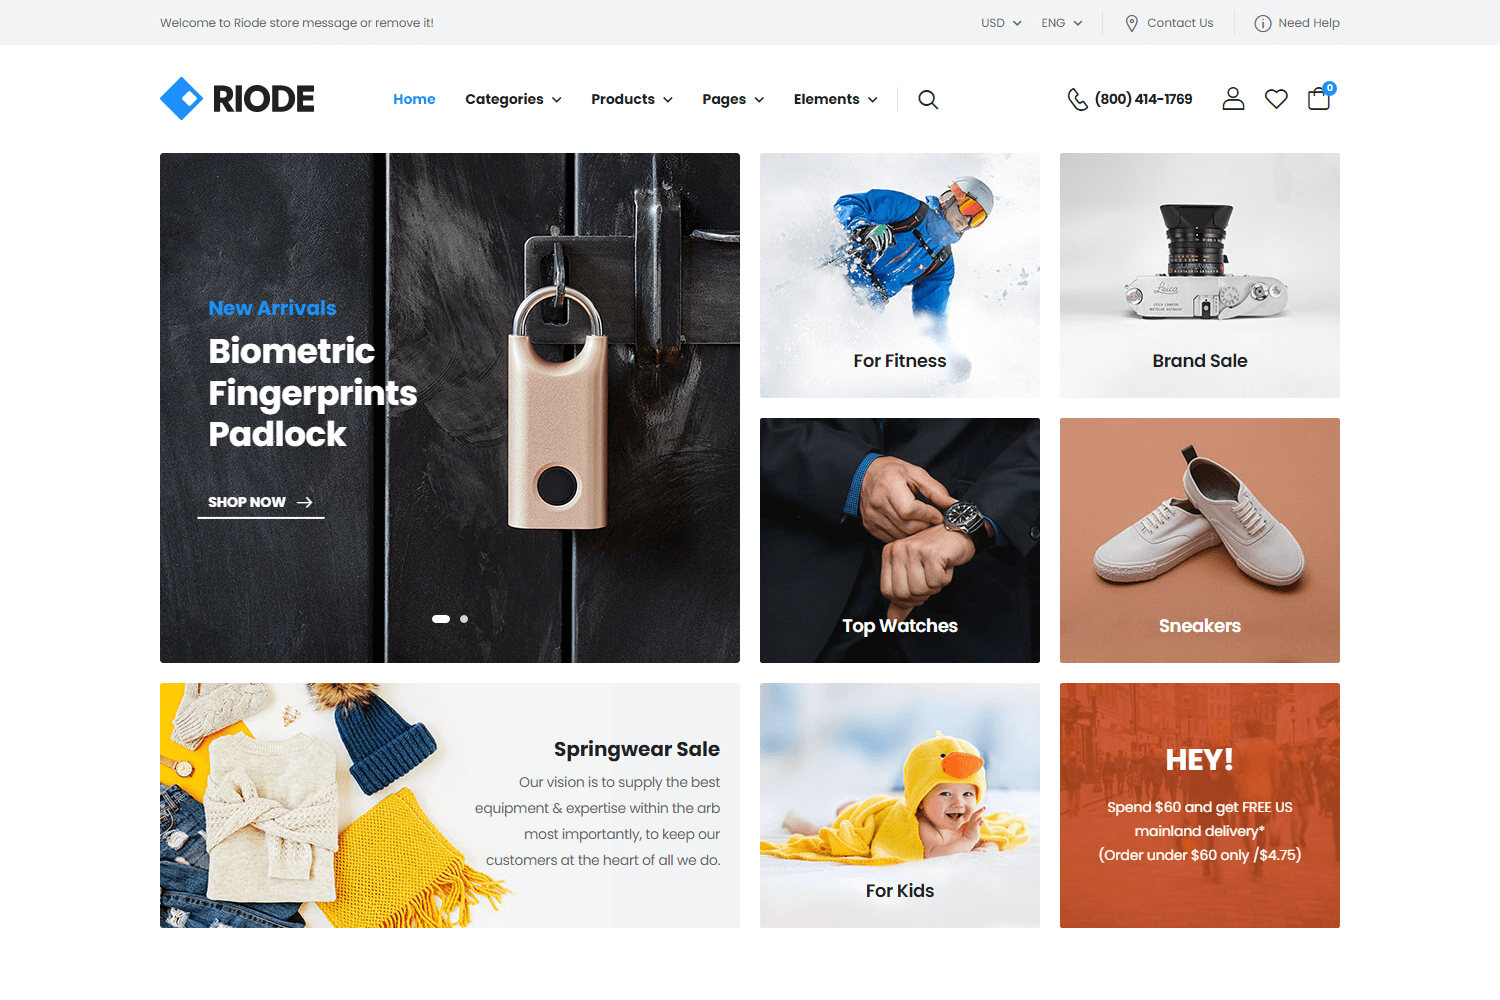 Welcome to Riode store message or remove it!
USD
ENG
Contact Us
Need Help
RIODE
Home
Categories
Products
Pages
Elements
(800) 414-1769
0
New Arrivals
Biometric
Fingerprints
Padlock
SHOP NOW
For Fitness
Leica
Brand Sale
Top Watches
Sneakers
Springwear Sale
Our vision is to supply the best
equipment & expertise within the arb
most importantly, to keep our
customers at the heart of all we do.
For Kids
HEY!
Spend $60 and get FREE US
mainland delivery*
(Order under $60 only /$4.75)